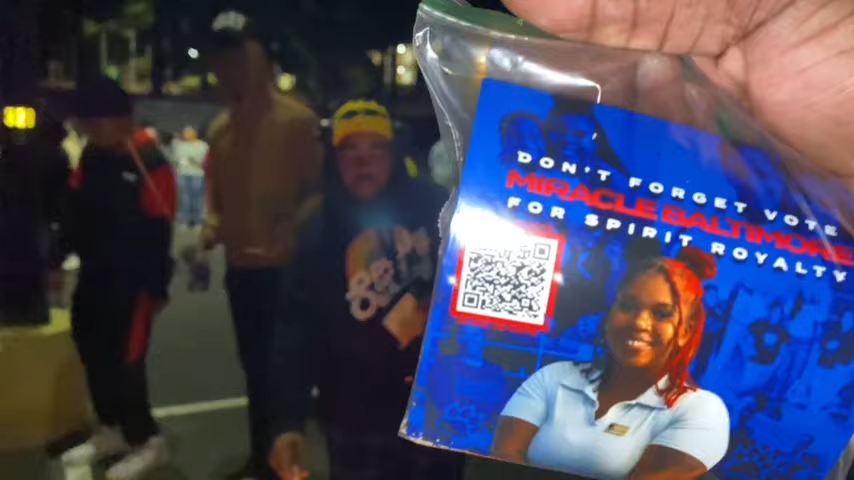 DON'T FORGET VOTE
MIRACLE BALTIMORE
FOR SPIRIT ROYALTY